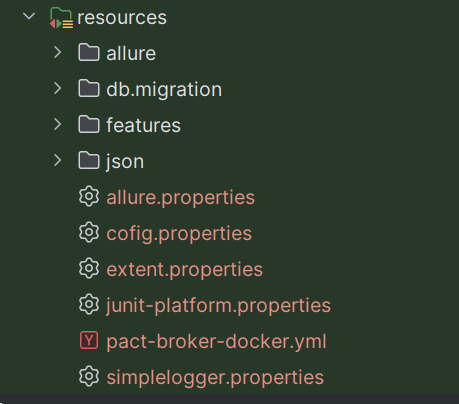 resources
allure
db.migration
features
json
allure.properties
cofig.properties
extent.properties
junit-platform.properties
Y pact-broker-docker.yml
simplelogger.properties